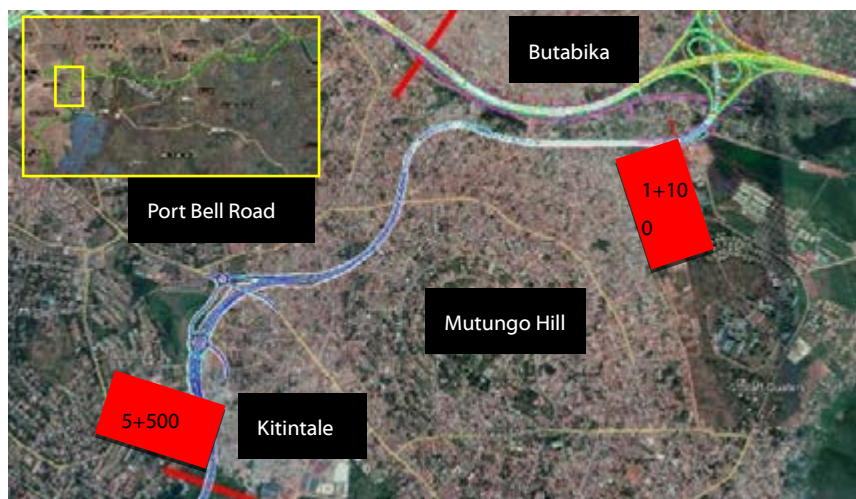 Butabika
Port Bell Road
1+10
0
Mutungo Hill
5+500
Kitintale